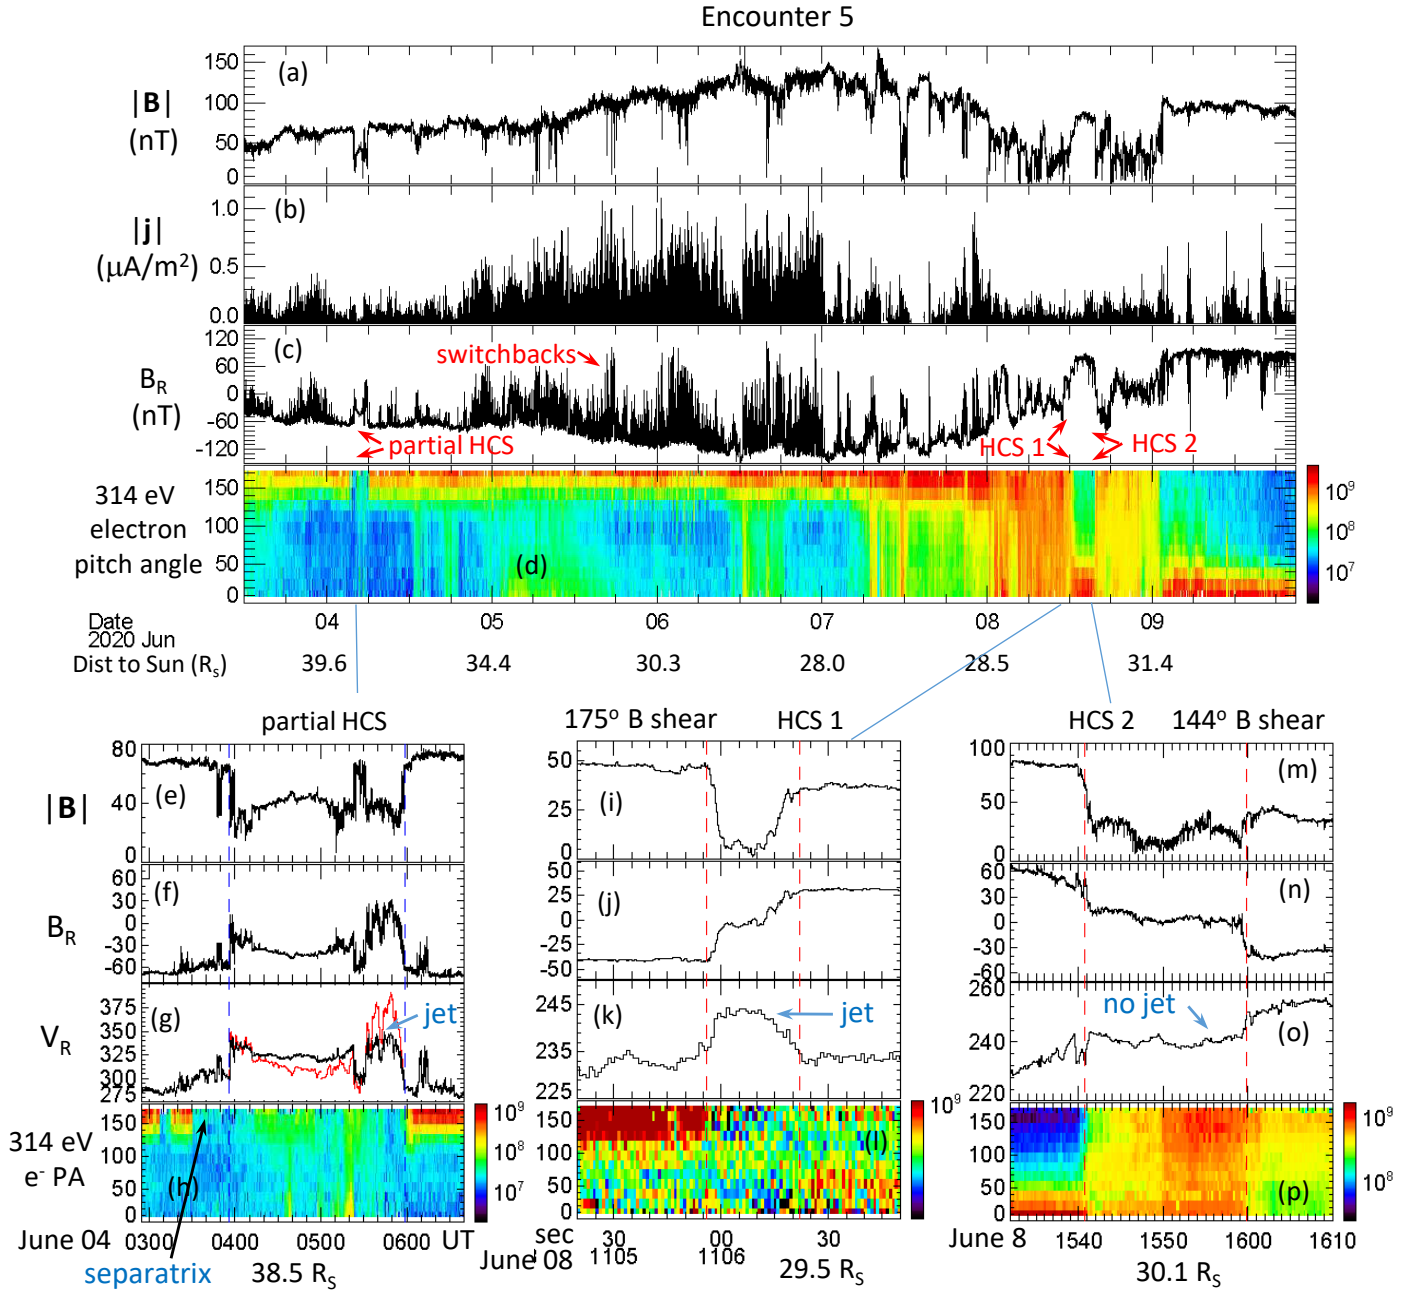 Encounter 5
(a)
|B|
(nT)
150
100
50
0
(b)
|j|
(μA/m²)
1.0
0.5
0.0
(c)
switchbacks
B_R
(nT)
120
60
0
-60
-120
partial HCS
HCS 1
HCS 2
314 eV
electron
pitch angle
150
100
50
0
(d)
10⁹
10⁸
10⁷
Date
2020 Jun
04 05 06 07 08 09
Dist to Sun (Rₛ) 39.6 34.4 30.3 28.0 28.5 31.4
partial HCS
175° B shear HCS 1
HCS 2 144° B shear
|B|
80
40
0
(e)
50
25
0
(i)
100
50
0
(m)
B_R
60
30
0
-30
-60
(f)
50
25
0
-25
-50
(j)
60
30
0
-30
-60
(n)
V_R
375
350
325
300
275
(g)
jet
245
235
225
(k)
jet
260
240
220
(o)
no jet
314 eV
e⁻ PA
150
100
50
0
(h)
10⁹
10⁸
10⁷
150
100
50
0
(l)
10⁹
150
100
50
0
(p)
10⁹
10⁸
June 04 0300 0400 0500 0600 UT
separatrix
38.5 Rₛ
sec 30 00 30
June 08 1105 1106
29.5 Rₛ
June 8 1540 1550 1600 1610
30.1 Rₛ